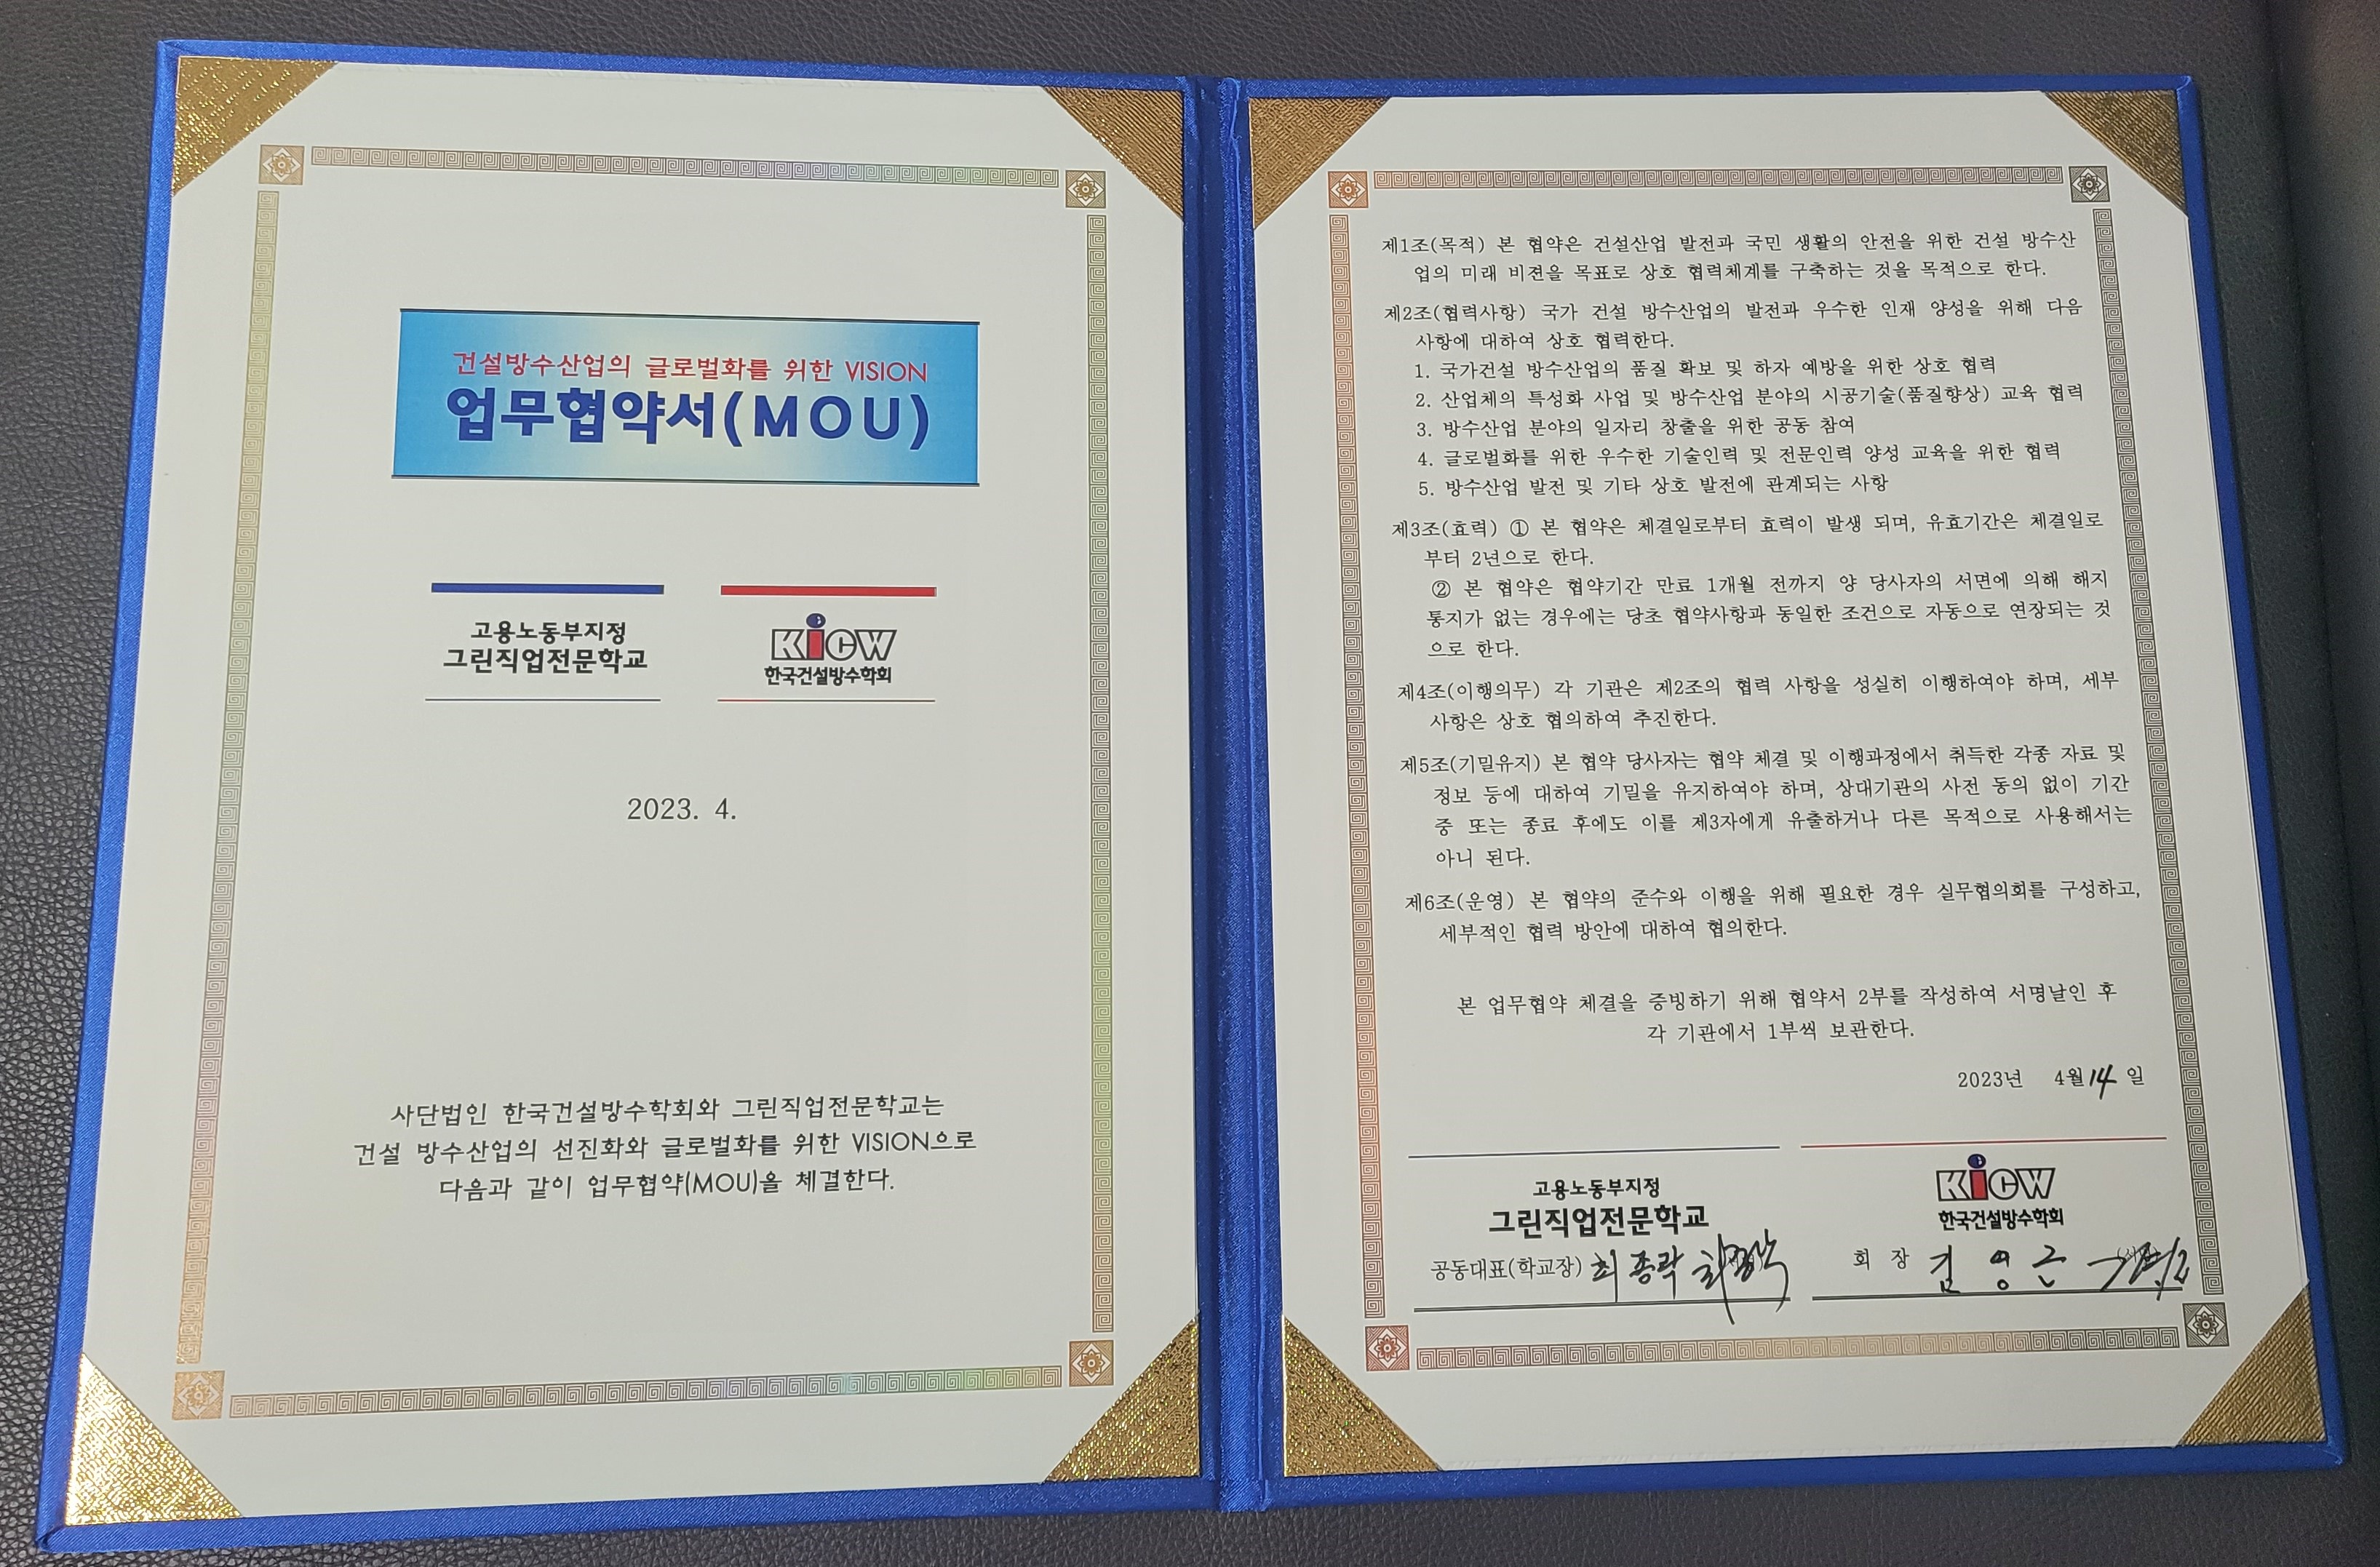 건설방수산업의 글로벌화를 위한 VISION
업무협약서(MOU)
고용노동부지정
그린직업전문학교
KICW
한국건설방수학회
2023. 4.
사단법인 한국건설방수학회와 그린직업전문학교는
건설 방수산업의 선진화와 글로벌화를 위한 VISION으로
다음과 같이 업무협약(MOU)을 체결한다.
제1조(목적) 본 협약은 건설산업 발전과 국민 생활의 안전을 위한 건설 방수산
업의 미래 비젼을 목표로 상호 협력체계를 구축하는 것을 목적으로 한다.
제2조(협력사항) 국가 건설 방수산업의 발전과 우수한 인재 양성을 위해 다음
사항에 대하여 상호 협력한다.
1. 국가건설 방수산업의 품질 확보 및 하자 예방을 위한 상호 협력
2. 산업체의 특성화 사업 및 방수산업 분야의 시공기술(품질향상) 교육 협력
3. 방수산업 분야의 일자리 창출을 위한 공동 참여
4. 글로벌화를 위한 우수한 기술인력 및 전문인력 양성 교육을 위한 협력
5. 방수산업 발전 및 기타 상호 발전에 관계되는 사항
제3조(효력) ① 본 협약은 체결일로부터 효력이 발생 되며, 유효기간은 체결일로
부터 2년으로 한다.
② 본 협약은 협약기간 만료 1개월 전까지 양 당사자의 서면에 의해 해지
통지가 없는 경우에는 당초 협약사항과 동일한 조건으로 자동으로 연장되는 것
으로 한다.
제4조(이행의무) 각 기관은 제2조의 협력 사항을 성실히 이행하여야 하며, 세부
사항은 상호 협의하여 추진한다.
제5조(기밀유지) 본 협약 당사자는 협약 체결 및 이행과정에서 취득한 각종 자료 및
정보 등에 대하여 기밀을 유지하여야 하며, 상대기관의 사전 동의 없이 기간
중 또는 종료 후에도 이를 제3자에게 유출하거나 다른 목적으로 사용해서는
아니 된다.
제6조(운영) 본 협약의 준수와 이행을 위해 필요한 경우 실무협의회를 구성하고,
세부적인 협력 방안에 대하여 협의한다.
본 업무협약 체결을 증빙하기 위해 협약서 2부를 작성하여 서명날인 후
각 기관에서 1부씩 보관한다.
2023년 4월 14 일
고용노동부지정
그린직업전문학교
공동대표(학교장) 최종락
KICW
한국건설방수학회
회 장 김 영 근